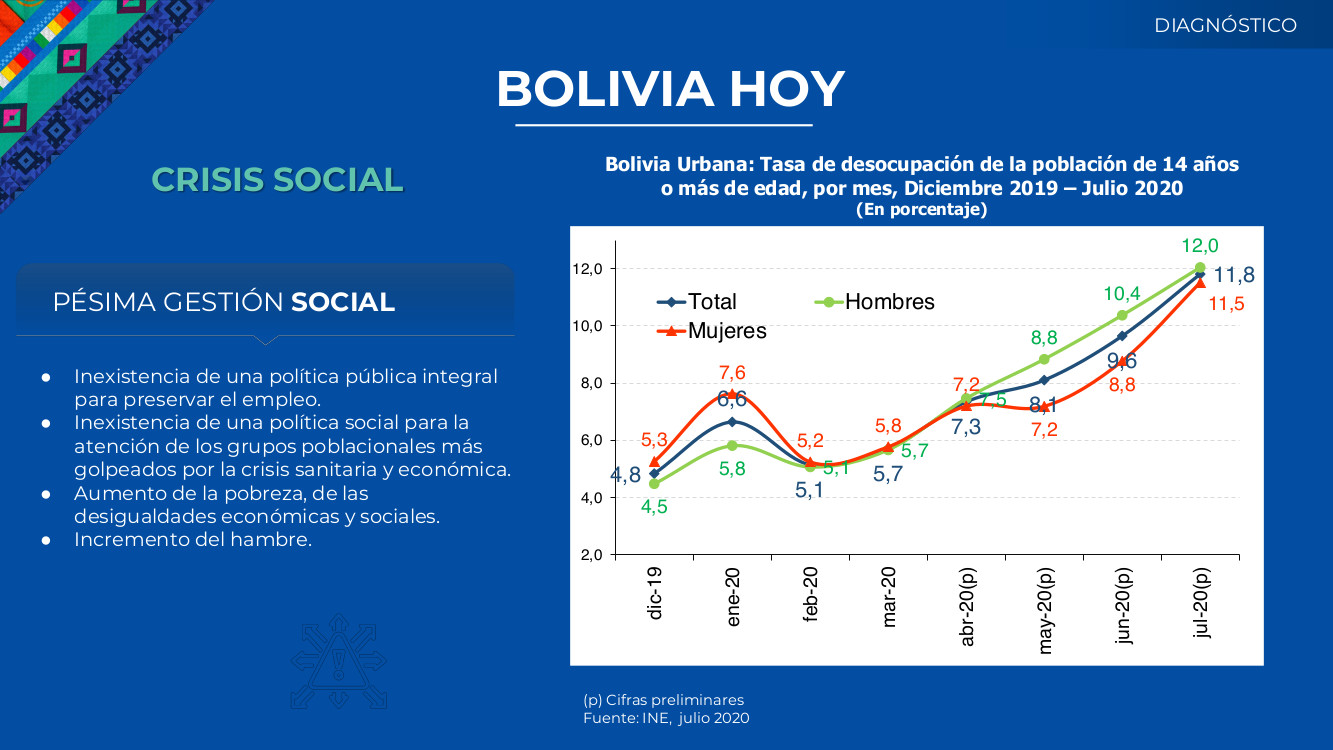 DIAGNÓSTICO
BOLIVIA HOY
CRISIS SOCIAL
PÉSIMA GESTIÓN SOCIAL
● Inexistencia de una política pública integral
para preservar el empleo.
● Inexistencia de una política social para la
atención de los grupos poblacionales más
golpeados por la crisis sanitaria y económica.
● Aumento de la pobreza, de las
desigualdades económicas y sociales.
● Incremento del hambre.
Bolivia Urbana: Tasa de desocupación de la población de 14 años
o más de edad, por mes, Diciembre 2019 – Julio 2020
(En porcentaje)
12,0
10,0
8,0
6,0
4,0
2,0
Total
Hombres
Mujeres
4,8
6,6
5,1
5,7
7,3
8,1
9,6
11,8
4,5
5,8
5,1
5,7
7,5
8,8
10,4
12,0
5,3
7,6
5,2
5,8
7,2
7,2
8,8
11,5
dic-19
ene-20
feb-20
mar-20
abr-20(p)
may-20(p)
jun-20(p)
jul-20(p)
(p) Cifras preliminares
Fuente: INE, julio 2020